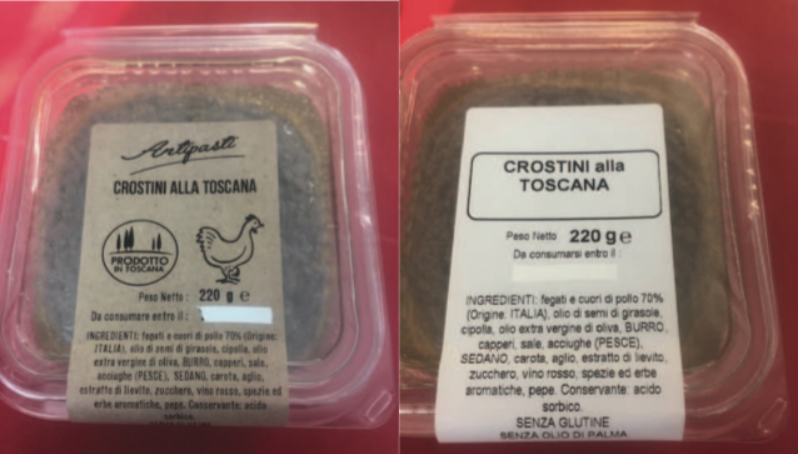 Artipasti
CROSTINI ALLA TOSCANA
PRODOTTO
IN TOSCANA
Peso Netto : 220 g e
Da consumare entro il :
INGREDIENTI: fegati e cuori di pollo 70% (Origine:
ITALIA), olio di semi di girasole, cipolla, olio
extra vergine di oliva, BURRO, capperi, sale,
acciughe (PESCE), SEDANO, carota, aglio,
estratto di lievito, zucchero, vino rosso, spezie ed
erbe aromatiche, pepe. Conservante: acido
sorbico.
SENZA GLUTINE
CROSTINI alla
TOSCANA
Peso Netto 220 g e
Da consumarsi entro il :
INGREDIENTI: fegati e cuori di pollo 70%
(Origine: ITALIA), olio di semi di girasole,
cipolla, olio extra vergine di oliva, BURRO,
capperi, sale, acciughe (PESCE),
SEDANO, carota, aglio, estratto di lievito,
zucchero, vino rosso, spezie ed erbe
aromatiche, pepe. Conservante: acido
sorbico.
SENZA GLUTINE
SENZA OLIO DI PALMA